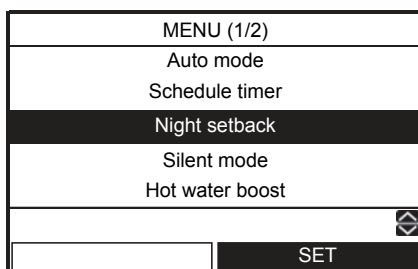 MENU (1/2)
Auto mode
Schedule timer
Night setback
Silent mode
Hot water boost
SET